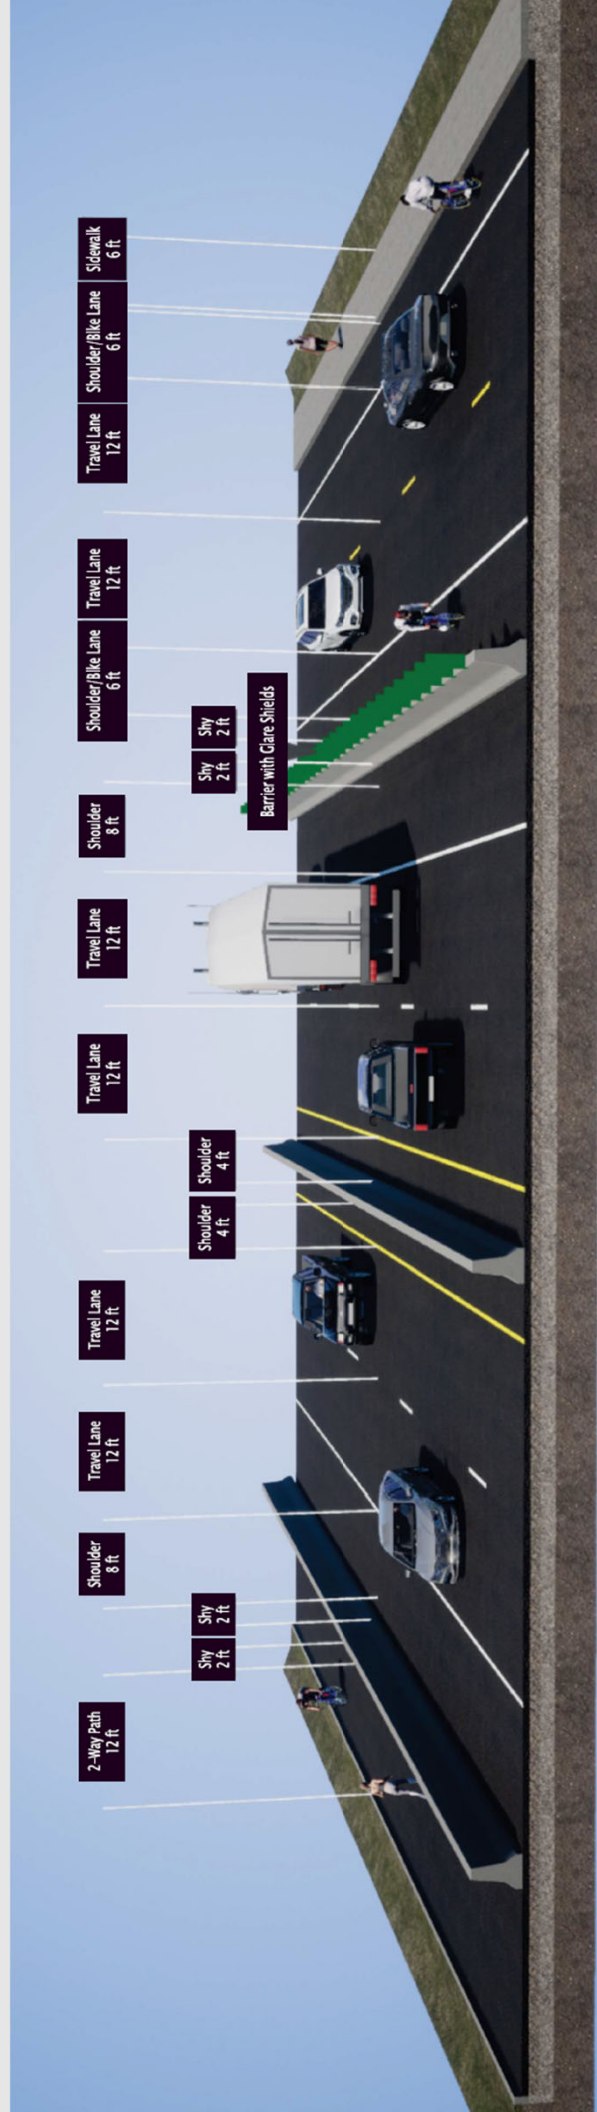 2-Way Path
12 ft
Shy
2 ft
Shy
2 ft
Shoulder
8 ft
Travel Lane
12 ft
Travel Lane
12 ft
Shoulder
4 ft
Shoulder
4 ft
Travel Lane
12 ft
Travel Lane
12 ft
Shoulder
8 ft
Shy
2 ft
Shy
2 ft
Barrier with Glare Shields
Shoulder/Bike Lane
6 ft
Travel Lane
12 ft
Travel Lane
12 ft
Shoulder/Bike Lane
6 ft
Sidewalk
6 ft